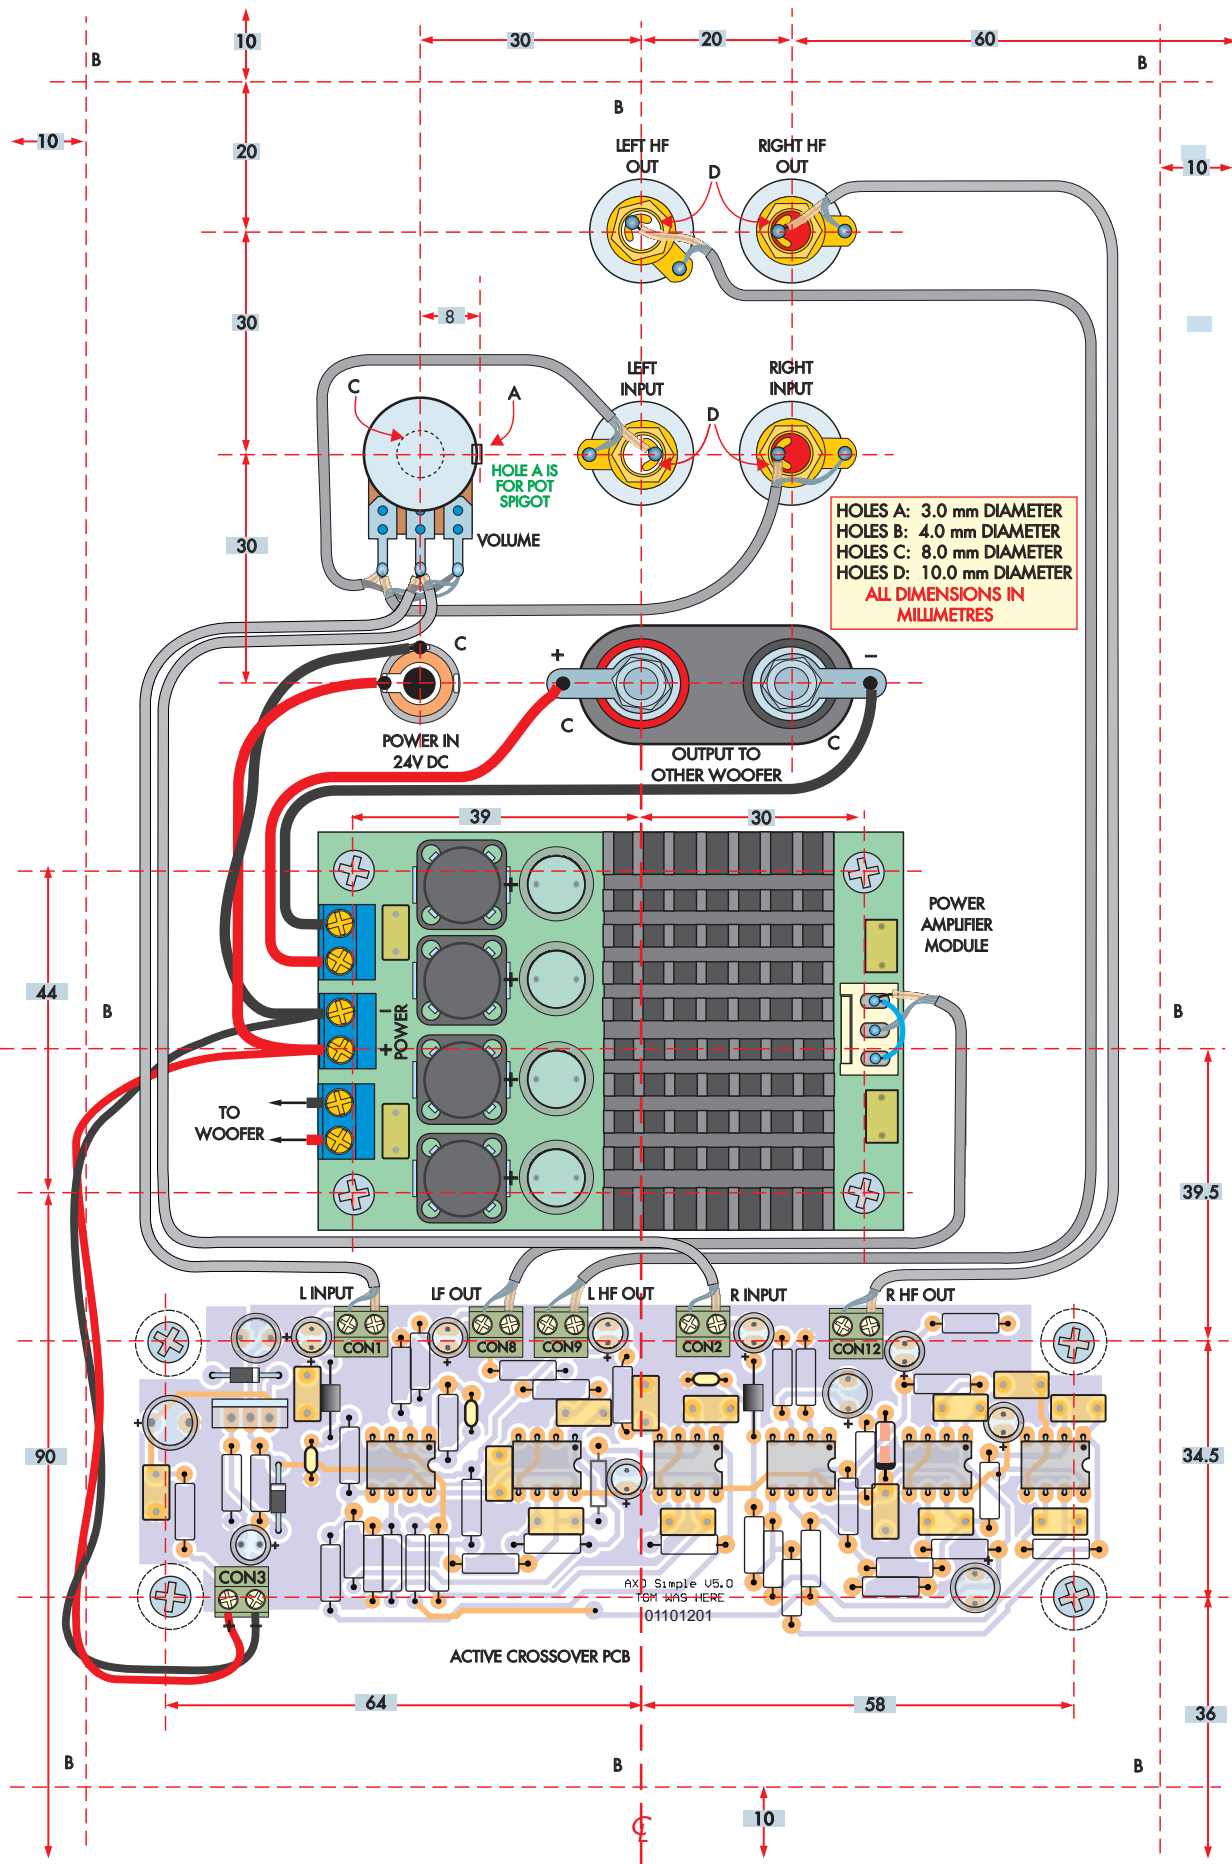 10
30
20
60
B
B
B
10
20
10
LEFT HF
OUT
RIGHT HF
OUT
D
30
8
LEFT
INPUT
RIGHT
INPUT
C
A
D
HOLE A IS
FOR POT
SPIGOT
VOLUME
30
HOLES A: 3.0 mm DIAMETER
HOLES B: 4.0 mm DIAMETER
HOLES C: 8.0 mm DIAMETER
HOLES D: 10.0 mm DIAMETER
ALL DIMENSIONS IN
MILLIMETRES
C
+
–
C
C
POWER IN
24V DC
OUTPUT TO
OTHER WOOFER
39
30
+
POWER
AMPLIFIER
MODULE
44
B
+
– POWER +
B
TO
WOOFER
+
+
39.5
L INPUT
LF OUT
L HF OUT
R INPUT
R HF OUT
CON1
CON8
CON9
CON2
CON12
+
+
+
+
+
+
+
+
90
34.5
+
+
+
CON3
+ –
AXO Simple V5.0
TGM WAS HERE
01101201
ACTIVE CROSSOVER PCB
64
58
36
B
B
B
10
CL